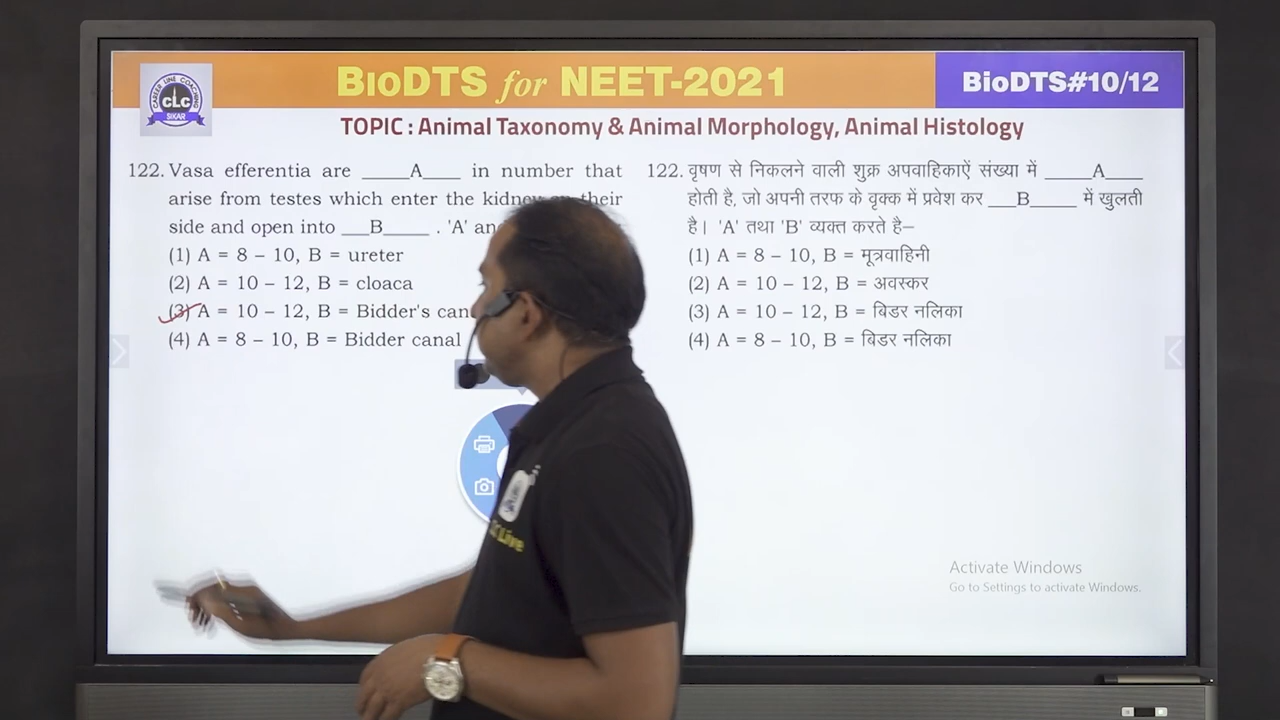 BIODTS for NEET-2021
BioDTS#10/12
CAREER LINE COACHING
CLC
SIKAR
TOPIC : Animal Taxonomy & Animal Morphology, Animal Histology
122. Vasa efferentia are _____A____ in number that
arise from testes which enter the kidney their
side and open into ___B_____ . 'A'
(1) A = 8 – 10, B = ureter
(2) A = 10 – 12, B = cloaca
(3) A = 10 – 12, B = Bidder's
(4) A = 8 – 10, B = Bidder canal
122. वृषण से निकलने वाली शुक्र अपवाहिकाऐं संख्या में _____A____
होती है, जो अपनी तरफ के वृक्क में प्रवेश कर ___B_____ में खुलती
है। 'A' तथा 'B' व्यक्त करते है–
(1) A = 8 – 10, B = मूत्रवाहिनी
(2) A = 10 – 12, B = अवस्कर
(3) A = 10 – 12, B = बिडर नलिका
(4) A = 8 – 10, B = बिडर नलिका
Live
Activate Windows
Go to Settings to activate Windows.